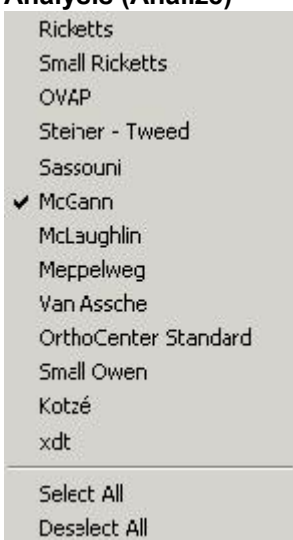 Analysis (Analize)
Ricketts
Small Ricketts
OVAP
Steiner - Tweed
Sassouni
McGann
McLaughlin
Meppelweg
Van Assche
OrthoCenter Standard
Small Owen
Kotzé
xdt
Select All
Deselect All